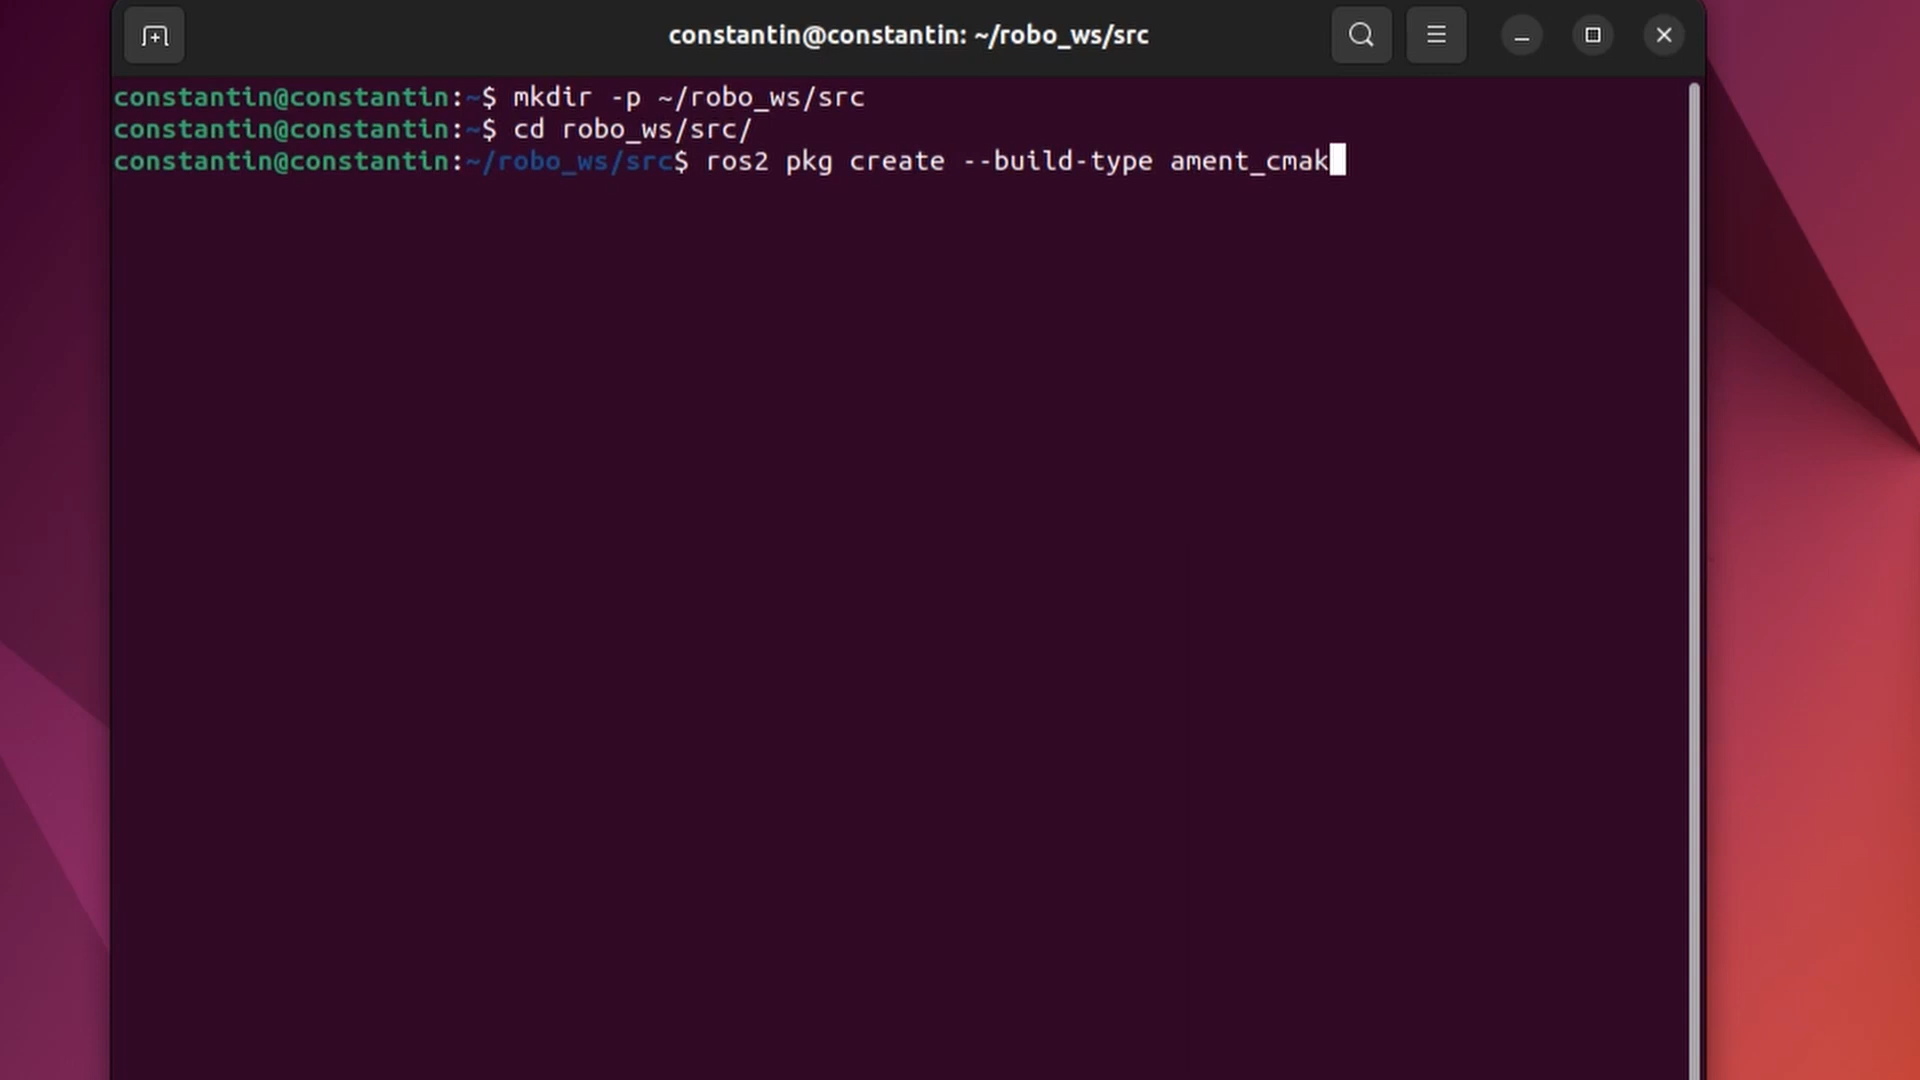 constantin@constantin: ~/robo_ws/src
constantin@constantin:~$ mkdir -p ~/robo_ws/src
constantin@constantin:~$ cd robo_ws/src/
constantin@constantin:~/robo_ws/src$ ros2 pkg create --build-type ament_cmak